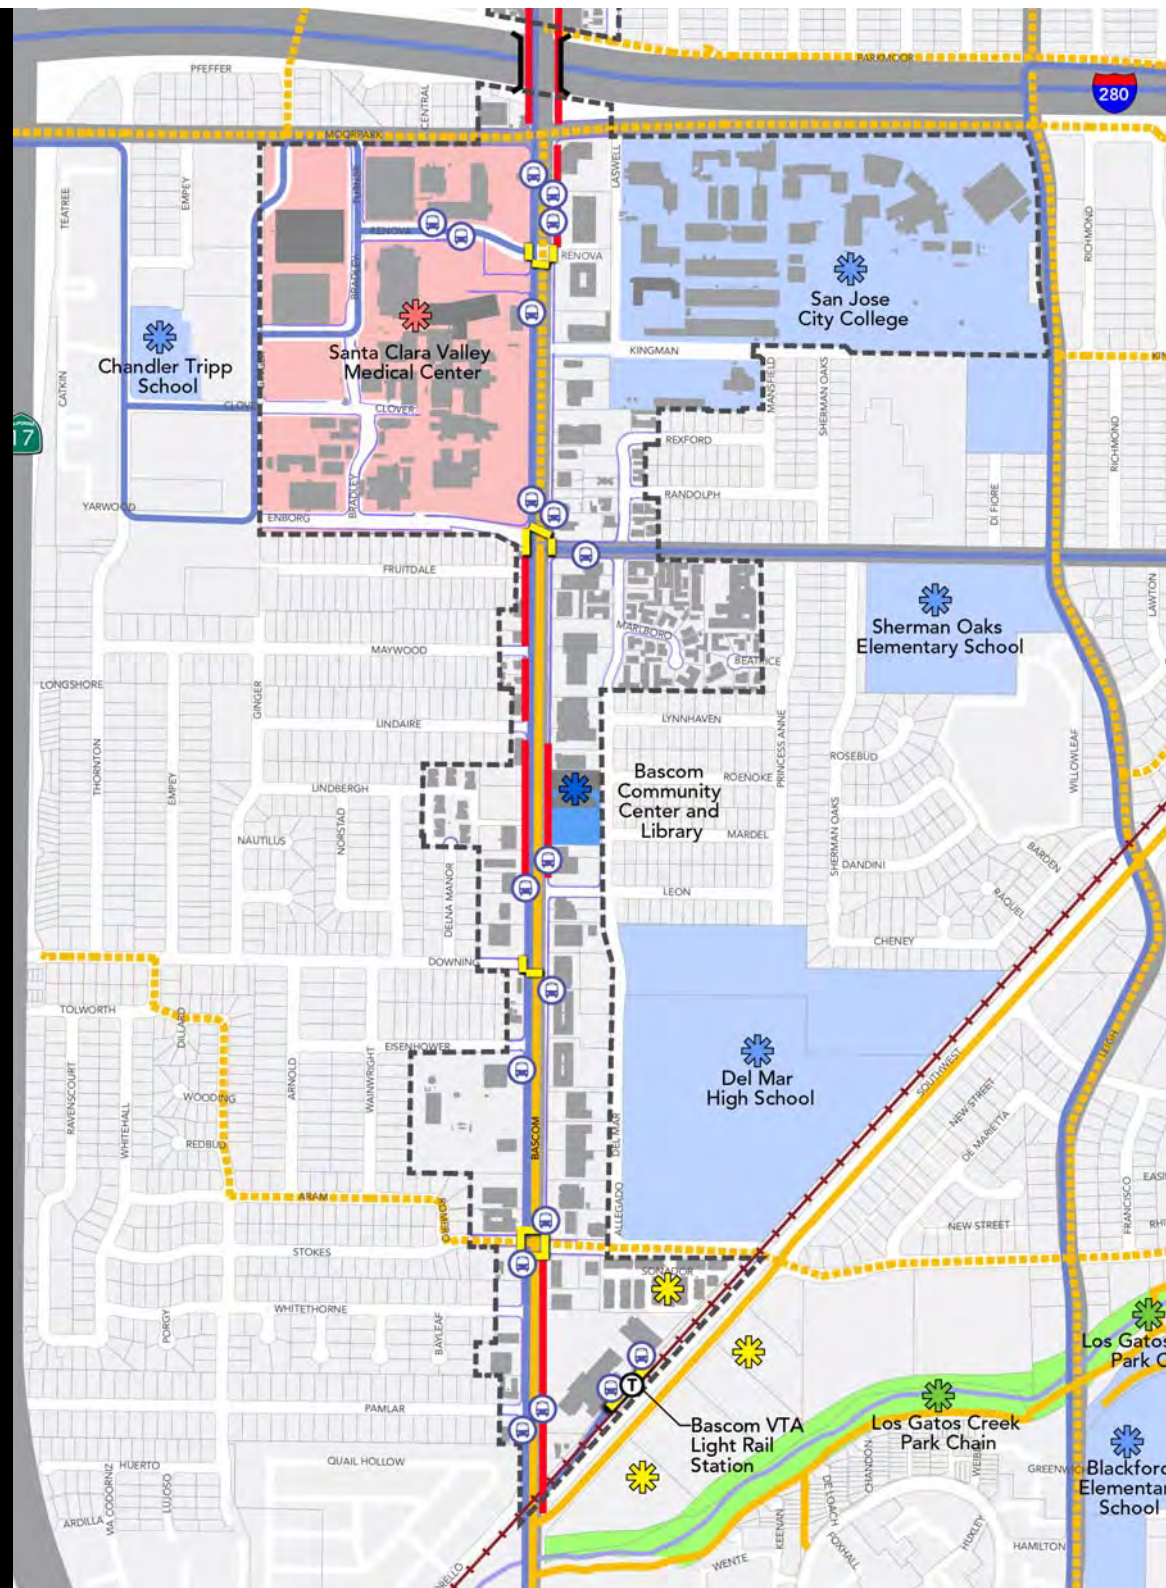 PFEFFER
PARKMOOR
280
CENTRAL
MOORPARK
LASWELL
TEATREE
EMPEY
TURNER
RENOVA
RENOVA
RICHMOND
BRADLEY
San Jose
City College
Santa Clara Valley
Medical Center
Chandler Tripp
School
KINGMAN
CATKIN
CLOVER
MANSFIELD
SHERMAN OAKS
17
REXFORD
RICHMOND
RANDOLPH
DI FIORE
YARWOOD
ENBORG
BRADLEY
FRUITDALE
LAWTON
Sherman Oaks
Elementary School
MARLBORO
MAYWOOD
BEATRICE
LONGSHORE
GINGER
LYNNHAVEN
LINDAIRE
PRINCESS ANNE
THORNTON
EMPEY
ROSEBUD
WILLOWLEAF
Bascom
Community
Center and
Library
ROENOKE
LINDBERGH
NORSTAD
NAUTILUS
MARDEL
SHERMAN OAKS
DANDINI
BARDEN
DELNA MANOR
LEON
RAQUEL
CHENEY
DOWNING
TOLWORTH
DILLARD
EISENHOWER
LEIGH
RAVENSCOURT
WHITEHALL
ARNOLD
WAINWRIGHT
WOODING
Del Mar
High School
SOUTHWEST
NEW STREET
DE MARIETTA
REDBUD
BASCOM
DEL MAR
ALLEGADO
ARAM
ROMERO
FRANCISCO
NEW STREET
STOKES
SONADOR
WHITETHORNE
PORGY
BAYLEAF
Los Gatos
Park C
PAMLAR
Bascom VTA
Light Rail
Station
T
Los Gatos Creek
Park Chain
QUAIL HOLLOW
HUERTO
VIA CODORNIZ
LUJOSO
ARDILLA
CHANDON
DE LOACH
Blackford
Elementar
School
KEENAN
FOXHALL
HUXLEY
HAMILTON
WENTE